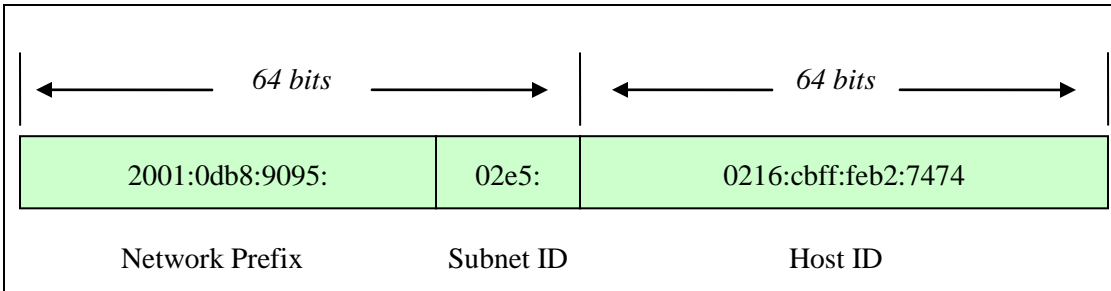 64 bits 64 bits
2001:0db8:9095: 02e5: 0216:cbff:feb2:7474
Network Prefix Subnet ID Host ID